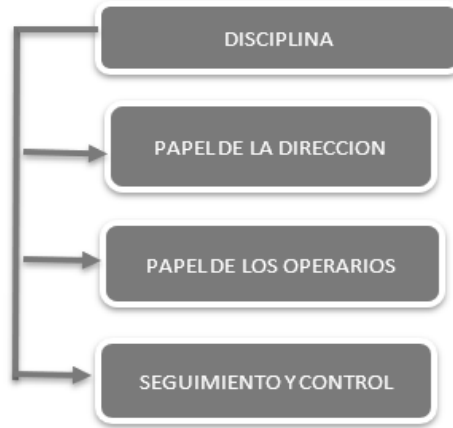 DISCIPLINA
PAPEL DE LA DIRECCION
PAPEL DE LOS OPERARIOS
SEGUIMIENTO Y CONTROL